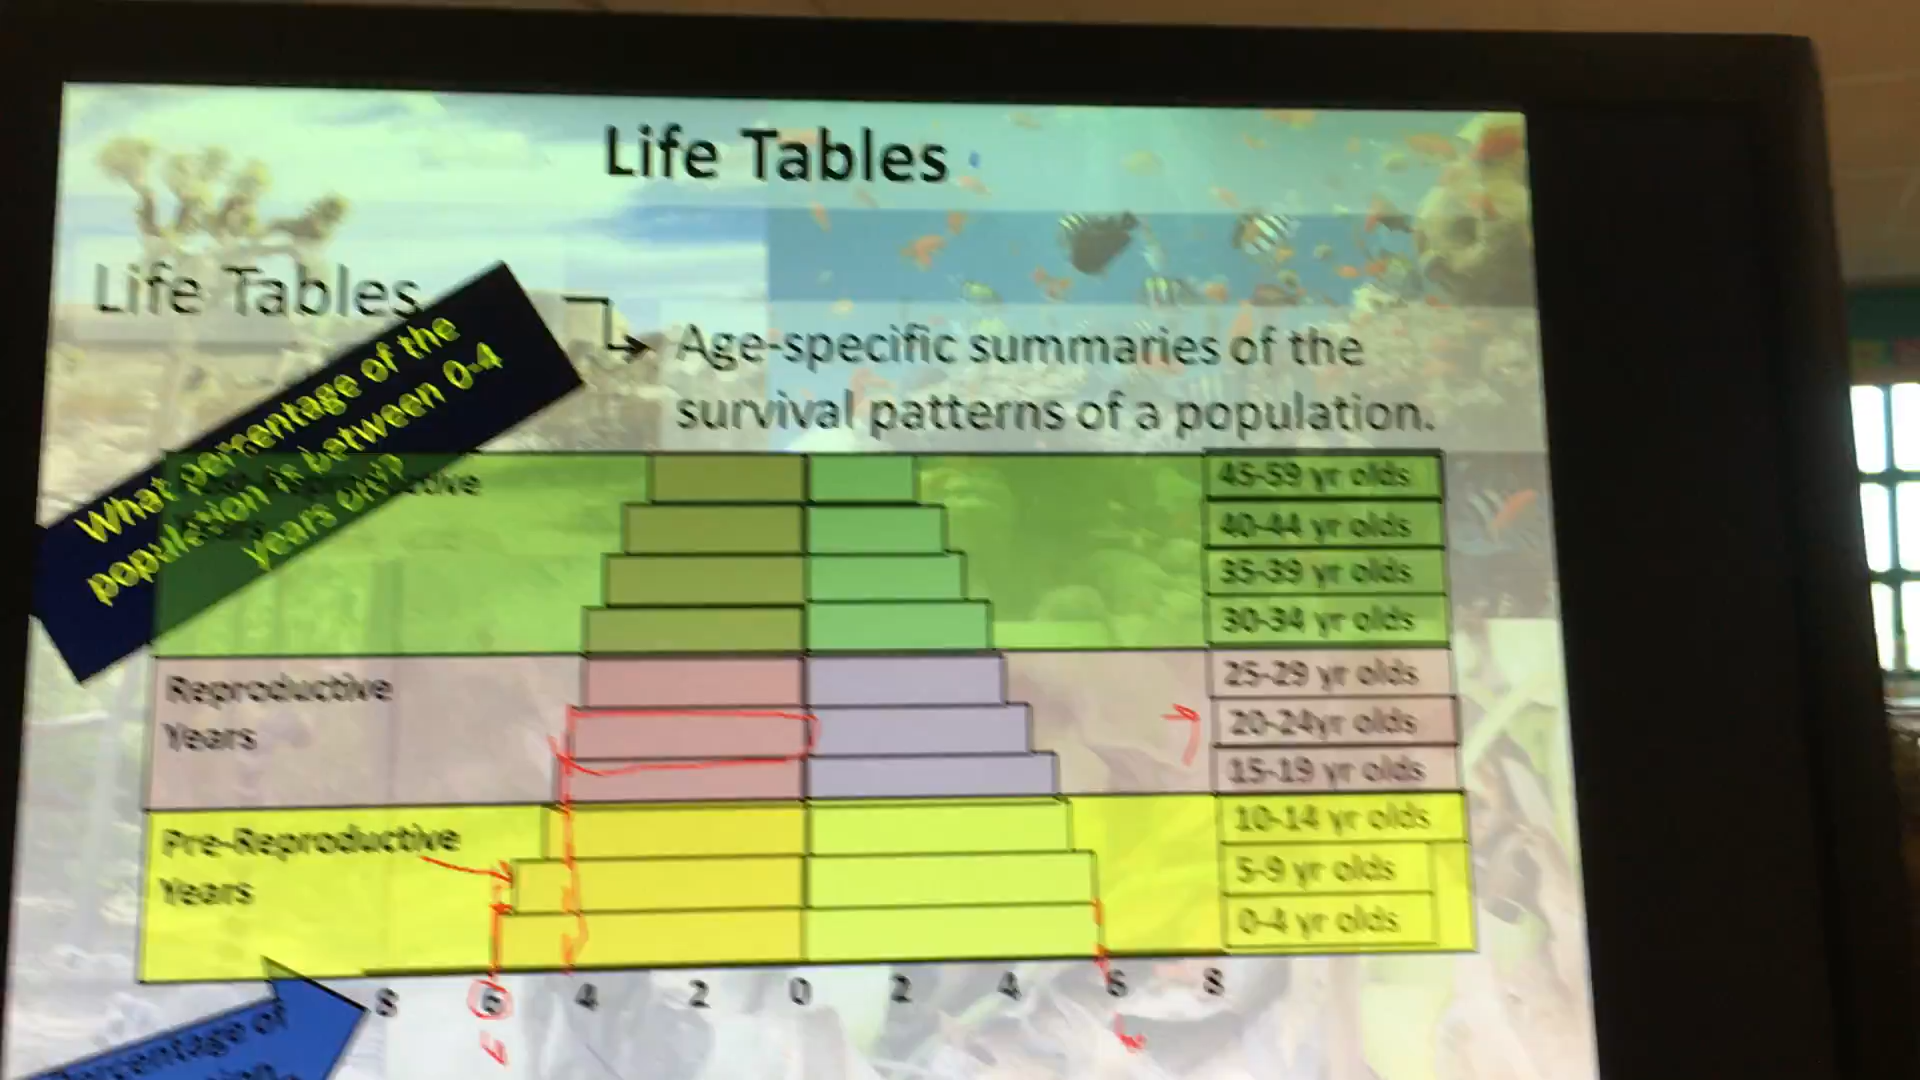 Life Tables
Life Tables
Age-specific summaries of the
survival patterns of a population.
What percentage of the
population is between 0-4
years old?
45-59 yr olds
40-44 yr olds
35-39 yr olds
30-34 yr olds
Reproductive
Years
25-29 yr olds
20-24yr olds
15-19 yr olds
Pre-Reproductive
Years
10-14 yr olds
5-9 yr olds
0-4 yr olds
8 6 4 2 0 2 4 6 8
Percentage of